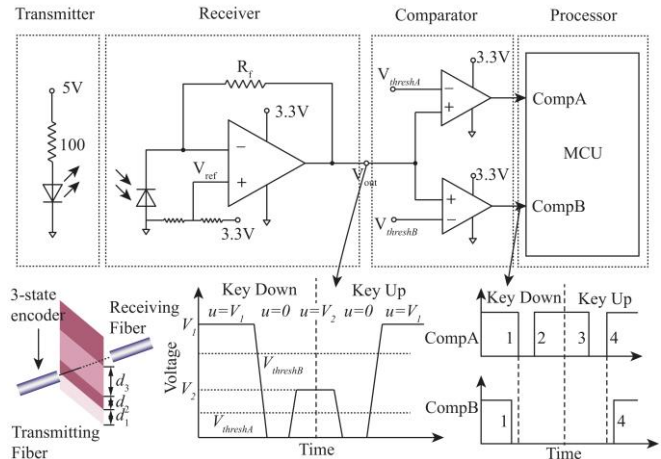 Transmitter Receiver Comparator Processor
5V
100
R_f
3.3V
V_ref
3.3V
V_out
V_threshA
3.3V
3.3V
V_threshB
CompA
MCU
CompB
3-state
encoder
Receiving
Fiber
d_3
d_2
d_1
Transmitting
Fiber
Key Down Key Up
u=V_1 u=0 u=V_2 u=0 u=V_1
V_1
V_threshB
V_2
V_threshA
Voltage
Time
Key Down Key Up
CompA
1 2 3 4
CompB
1 4
Time